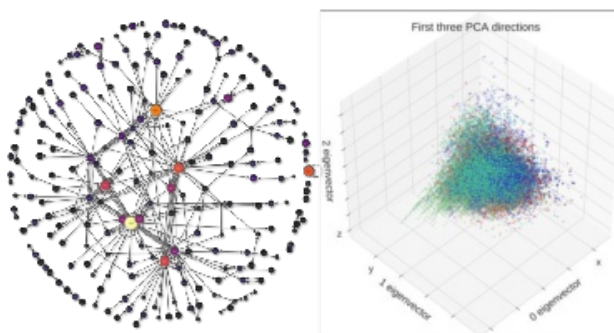 First three PCA directions
2 eigenvector
z
y
x
1 eigenvector
0 eigenvector